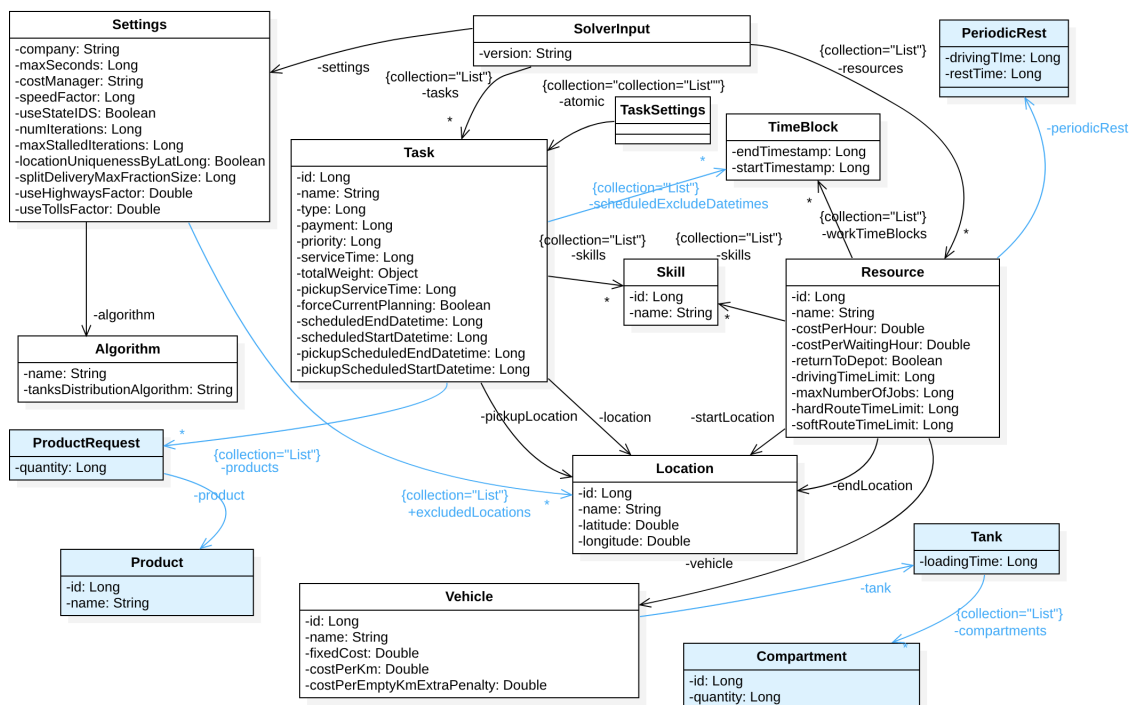 Settings
-company: String
-maxSeconds: Long
-costManager: String
-speedFactor: Long
-useStateIDS: Boolean
-numIterations: Long
-maxStalledIterations: Long
-locationUniquenessByLatLong: Boolean
-splitDeliveryMaxFractionSize: Long
-useHighwaysFactor: Double
-useTollsFactor: Double
SolverInput
-version: String
PeriodicRest
-drivingTIme: Long
-restTime: Long
-settings
{collection="List"}
-tasks
*
{collection="collection="List""}
-atomic
{collection="List"}
-resources
*
-periodicRest
TaskSettings
TimeBlock
-endTimestamp: Long
-startTimestamp: Long
Task
-id: Long
-name: String
-type: Long
-payment: Long
-priority: Long
-serviceTime: Long
-totalWeight: Object
-pickupServiceTime: Long
-forceCurrentPlanning: Boolean
-scheduledEndDatetime: Long
-scheduledStartDatetime: Long
-pickupScheduledEndDatetime: Long
-pickupScheduledStartDatetime: Long
*
{collection="List"}
-scheduledExcludeDatetimes
*
{collection="List"}
-workTimeBlocks
{collection="List"}
-skills
*
{collection="List"}
-skills
*
Skill
-id: Long
-name: String
Resource
-id: Long
-name: String
-costPerHour: Double
-costPerWaitingHour: Double
-returnToDepot: Boolean
-drivingTimeLimit: Long
-maxNumberOfJobs: Long
-hardRouteTimeLimit: Long
-softRouteTimeLimit: Long
-algorithm
Algorithm
-name: String
-tanksDistributionAlgorithm: String
-pickupLocation
-location
-startLocation
*
{collection="List"}
-products
ProductRequest
-quantity: Long
-product
{collection="List"}
+excludedLocations
*
Location
-id: Long
-name: String
-latitude: Double
-longitude: Double
-endLocation
-vehicle
Product
-id: Long
-name: String
Tank
-loadingTime: Long
Vehicle
-id: Long
-name: String
-fixedCost: Double
-costPerKm: Double
-costPerEmptyKmExtraPenalty: Double
-tank
{collection="List"}
-compartments
*
Compartment
-id: Long
-quantity: Long